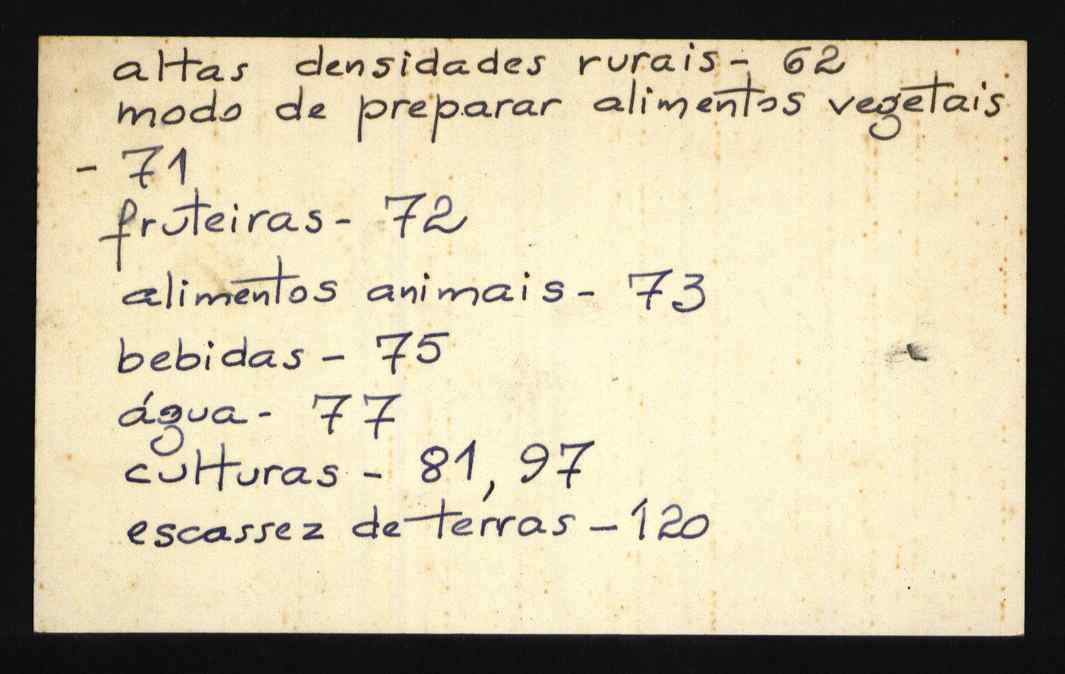 altas densidades rurais - 62
modo de preparar alimentos vegetais
- 71
fruteiras - 72
alimentos animais - 73
bebidas - 75
água - 77
culturas - 81, 97
escassez de terras - 120